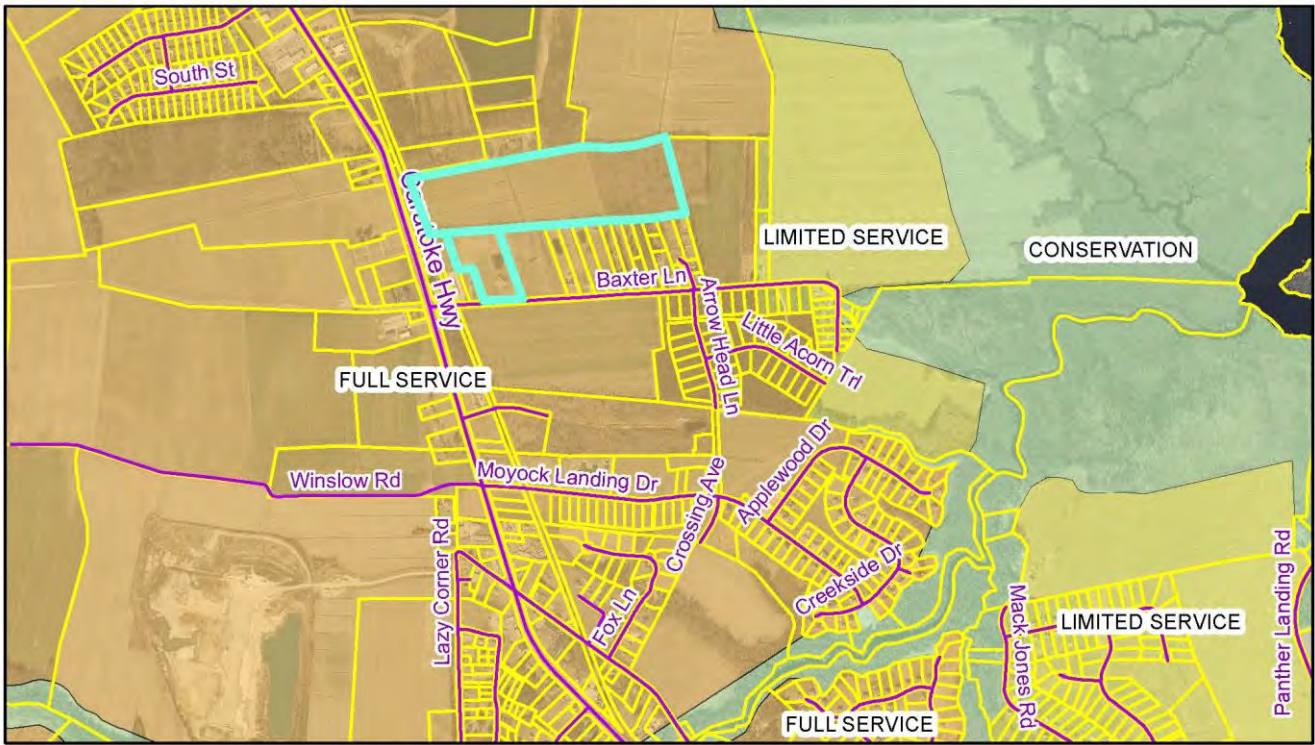 South St
Caratoke Hwy
LIMITED SERVICE
CONSERVATION
Baxter Ln
Arrow Head Ln
Little Acorn Trl
FULL SERVICE
Winslow Rd
Moyock Landing Dr
Applewood Dr
Crossing Ave
Lazy Corner Rd
Fox Ln
Creekside Dr
Mack Jones Rd
LIMITED SERVICE
Panther Landing Rd
FULL SERVICE